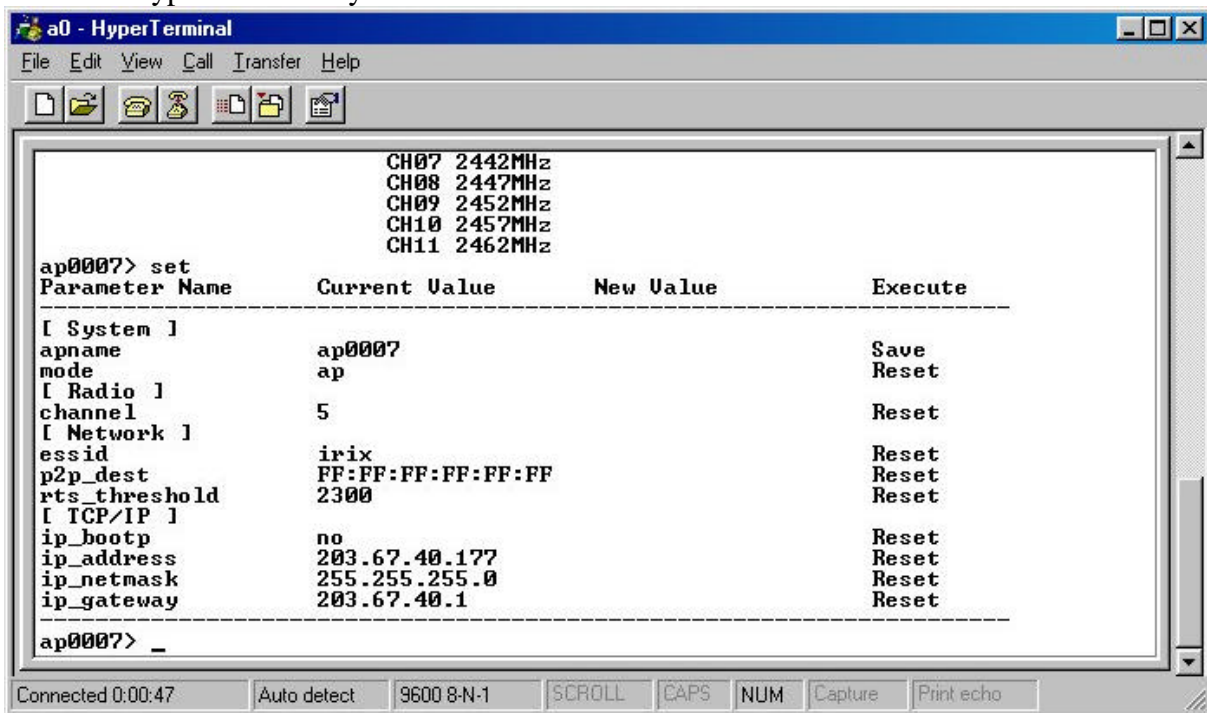 a0 - HyperTerminal
File Edit View Call Transfer Help
CH07 2442MHz
CH08 2447MHz
CH09 2452MHz
CH10 2457MHz
CH11 2462MHz
ap0007> set
Parameter Name Current Value New Value Execute
[ System ]
apname ap0007 Save
mode ap Reset
[ Radio ]
channel 5 Reset
[ Network ]
essid irix Reset
p2p_dest FF:FF:FF:FF:FF:FF Reset
rts_threshold 2300 Reset
[ TCP/IP ]
ip_bootp no Reset
ip_address 203.67.40.177 Reset
ip_netmask 255.255.255.0 Reset
ip_gateway 203.67.40.1 Reset
ap0007> _
Connected 0:00:47 Auto detect 9600 8-N-1 SCROLL CAPS NUM Capture Print echo